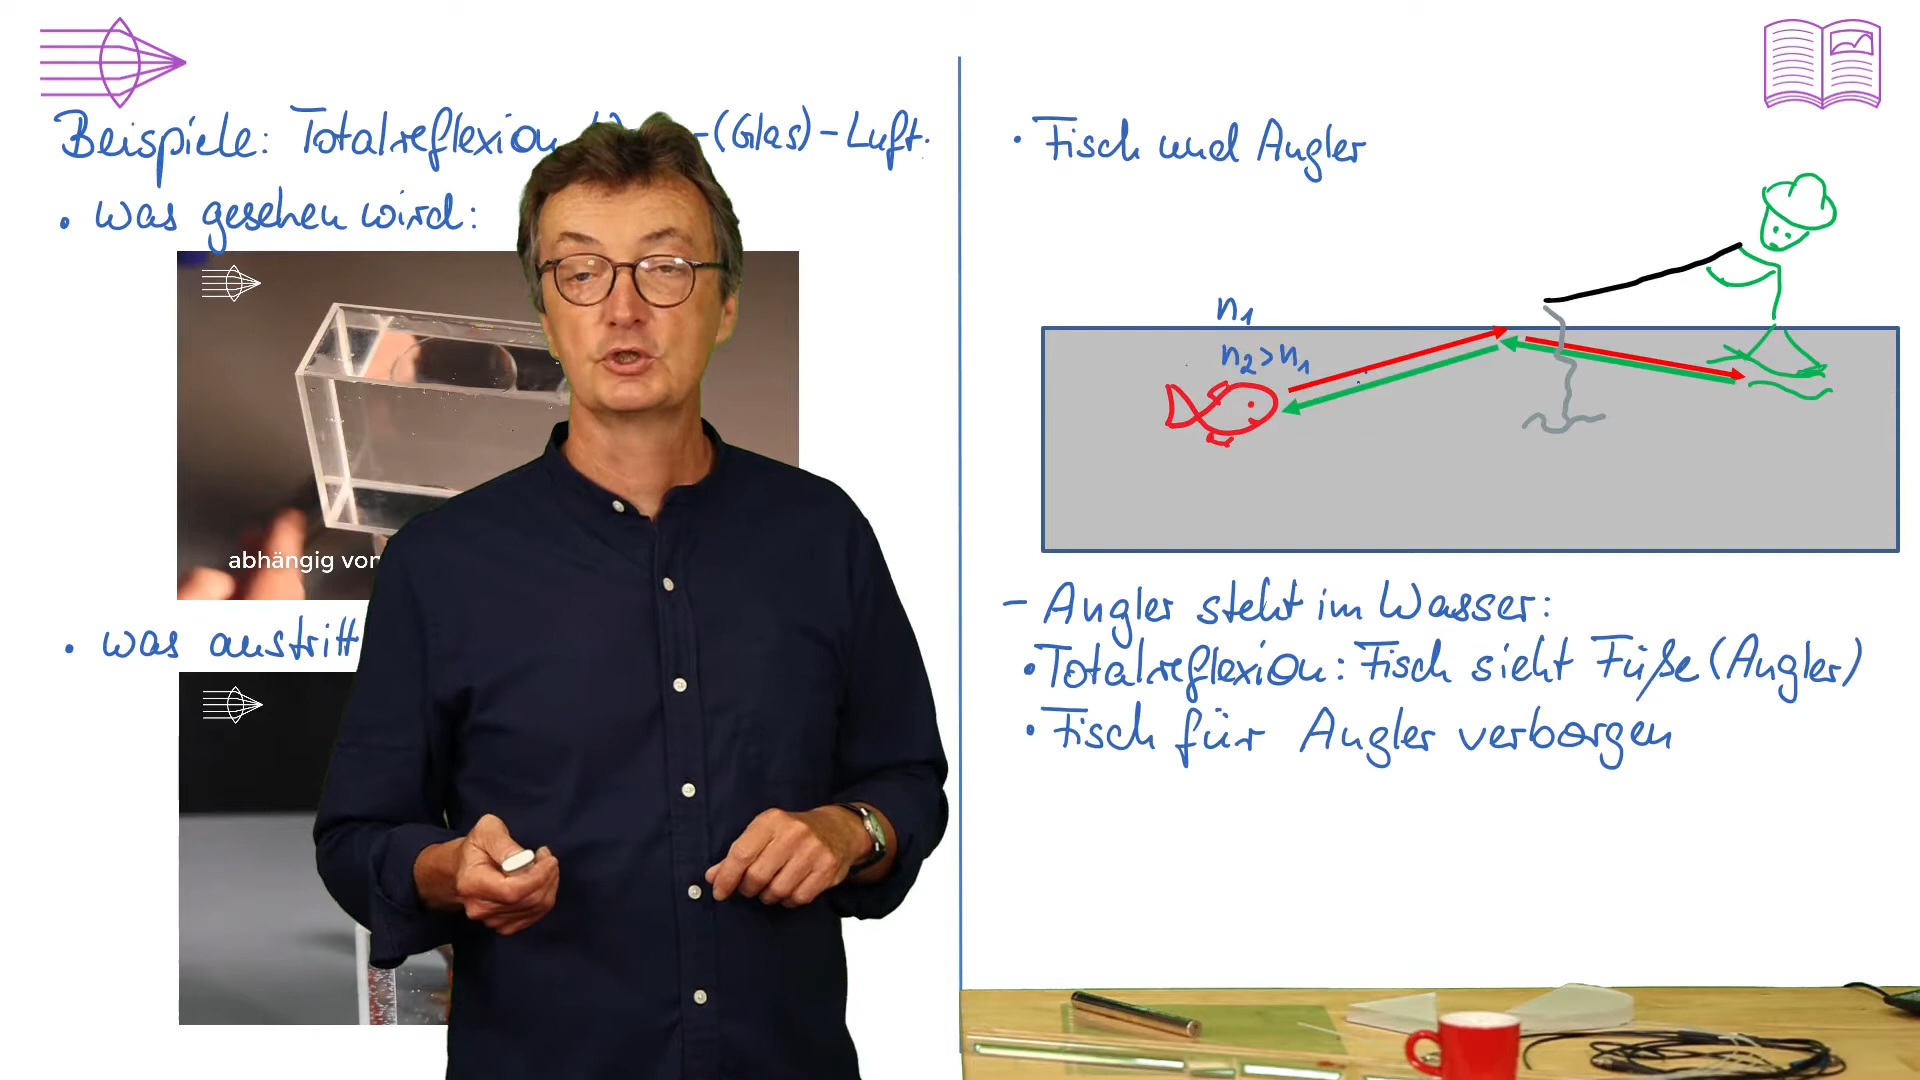 Beispiele: Totalreflexion -(Glas)-Luft.
• was gesehen wird:
abhängig von
• was austritt
• Fisch und Angler
n1
n2>n1
- Angler steht im Wasser:
• Totalreflexion: Fisch sieht Füße (Angler)
• Fisch für Angler verborgen